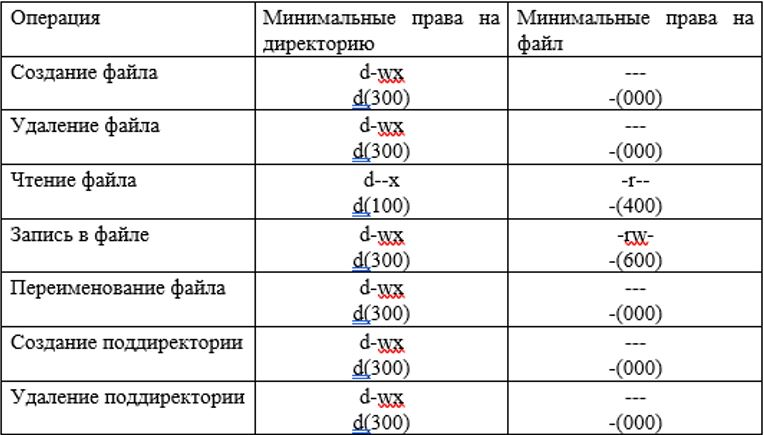 Операция
Минимальные права на
директорию
Минимальные права на
файл
Создание файла
d-wx
d(300)
---
-(000)
Удаление файла
d-wx
d(300)
---
-(000)
Чтение файла
d--x
d(100)
-r--
-(400)
Запись в файле
d-wx
d(300)
-rw-
-(600)
Переименование файла
d-wx
d(300)
---
-(000)
Создание поддиректории
d-wx
d(300)
---
-(000)
Удаление поддиректории
d-wx
d(300)
---
-(000)